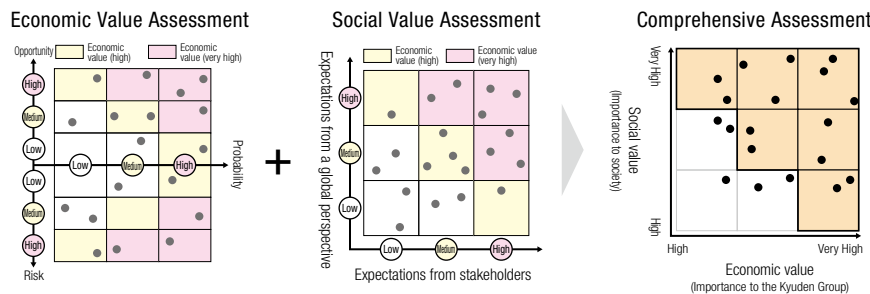 Economic Value Assessment
Opportunity
Economic
value (high)
Economic
value (very high)
High
Medium
Low
Low
Medium
High
Risk
Low
Medium
High
Probability
+
Social Value Assessment
Economic
value (high)
Economic
value (very high)
Expectations from a global perspective
High
Medium
Low
Low
Medium
High
Expectations from stakeholders
Comprehensive Assessment
Very High
Social value
(Importance to society)
High
High
Very High
Economic value
(Importance to the Kyuden Group)